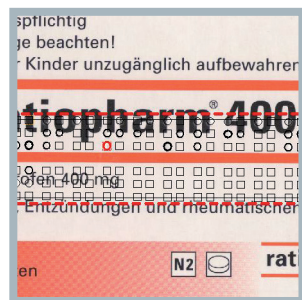 spflichtig
ge beachten!
r Kinder unzugänglich aufbewahren
tiopharm® 400
ofen 400 mg
. Entzündungen und rheumatischer
en
N2
rat